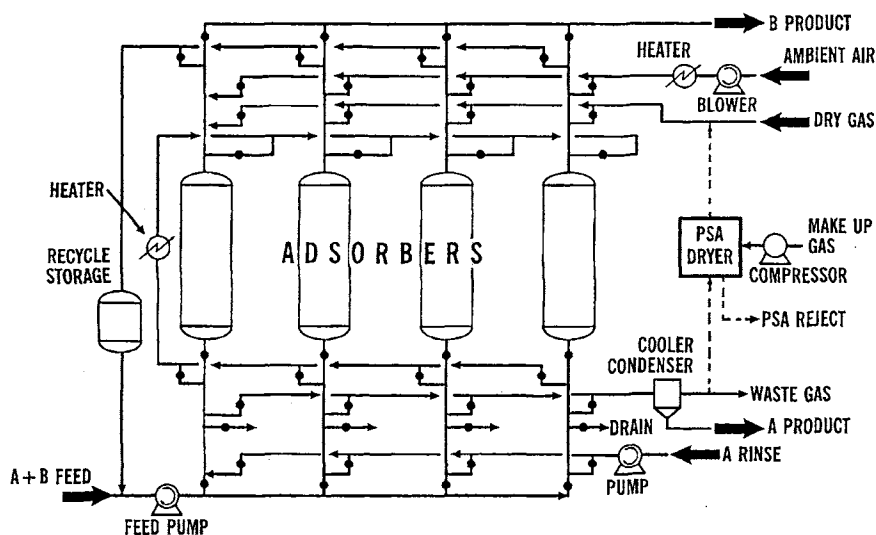 B PRODUCT
HEATER
AMBIENT AIR
BLOWER
DRY GAS
HEATER
RECYCLE
STORAGE
ADSORBERS
PSA
DRYER
MAKE UP
GAS
COMPRESSOR
PSA REJECT
COOLER
CONDENSER
WASTE GAS
A PRODUCT
DRAIN
A RINSE
PUMP
A+B FEED
FEED PUMP